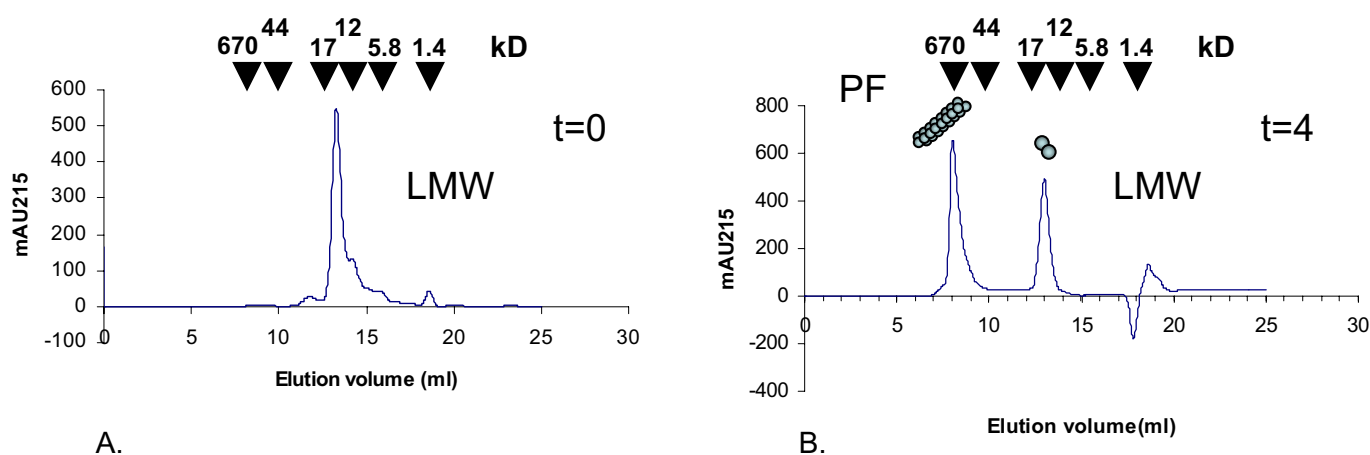 670 44 17 12 5.8 1.4 kD
600
500
400
300
200
100
0
-100
mAU215
t=0
LMW
0 5 10 15 20 25 30
Elution volume (ml)
A.
670 44 17 12 5.8 1.4 kD
PF
t=4
LMW
800
600
400
200
0
-200
-400
mAU215
0 5 10 15 20 25 30
Elution volume(ml)
B.